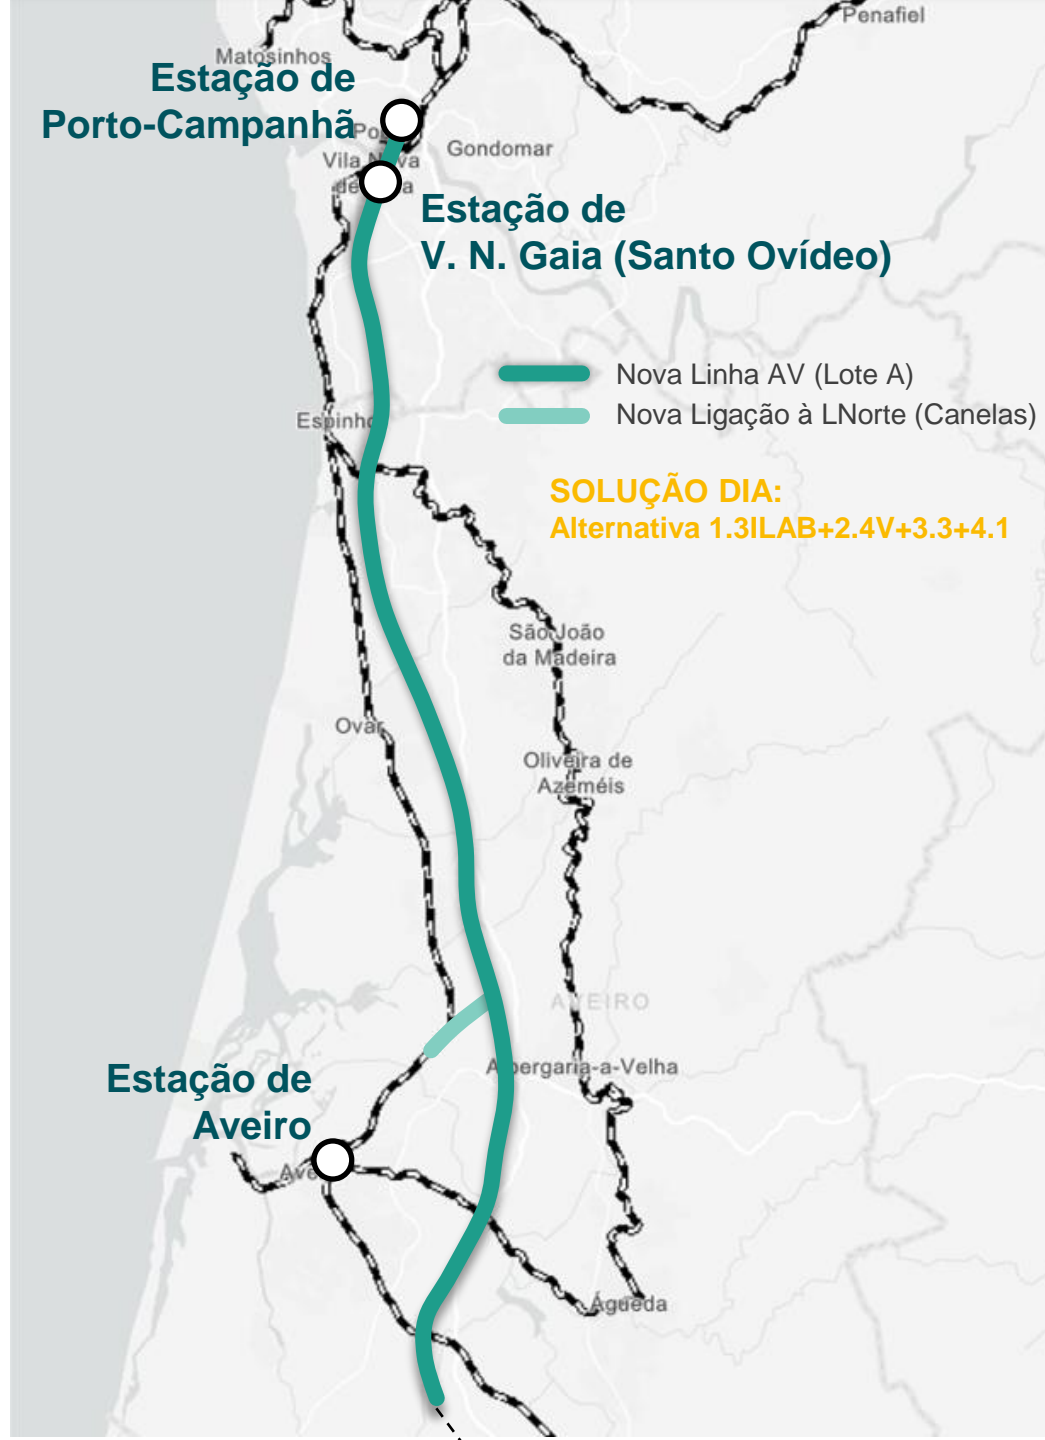 Penafiel
Matosinhos
Estação de
Porto-Campanhã
Gondomar
Estação de
V. N. Gaia (Santo Ovídeo)
Nova Linha AV (Lote A)
Nova Ligação à LNorte (Canelas)
Espinho
SOLUÇÃO DIA:
Alternativa 1.3ILAB+2.4V+3.3+4.1
São João
da Madeira
Ovar
Oliveira de
Azeméis
AVEIRO
Albergaria-a-Velha
Estação de
Aveiro
Águeda